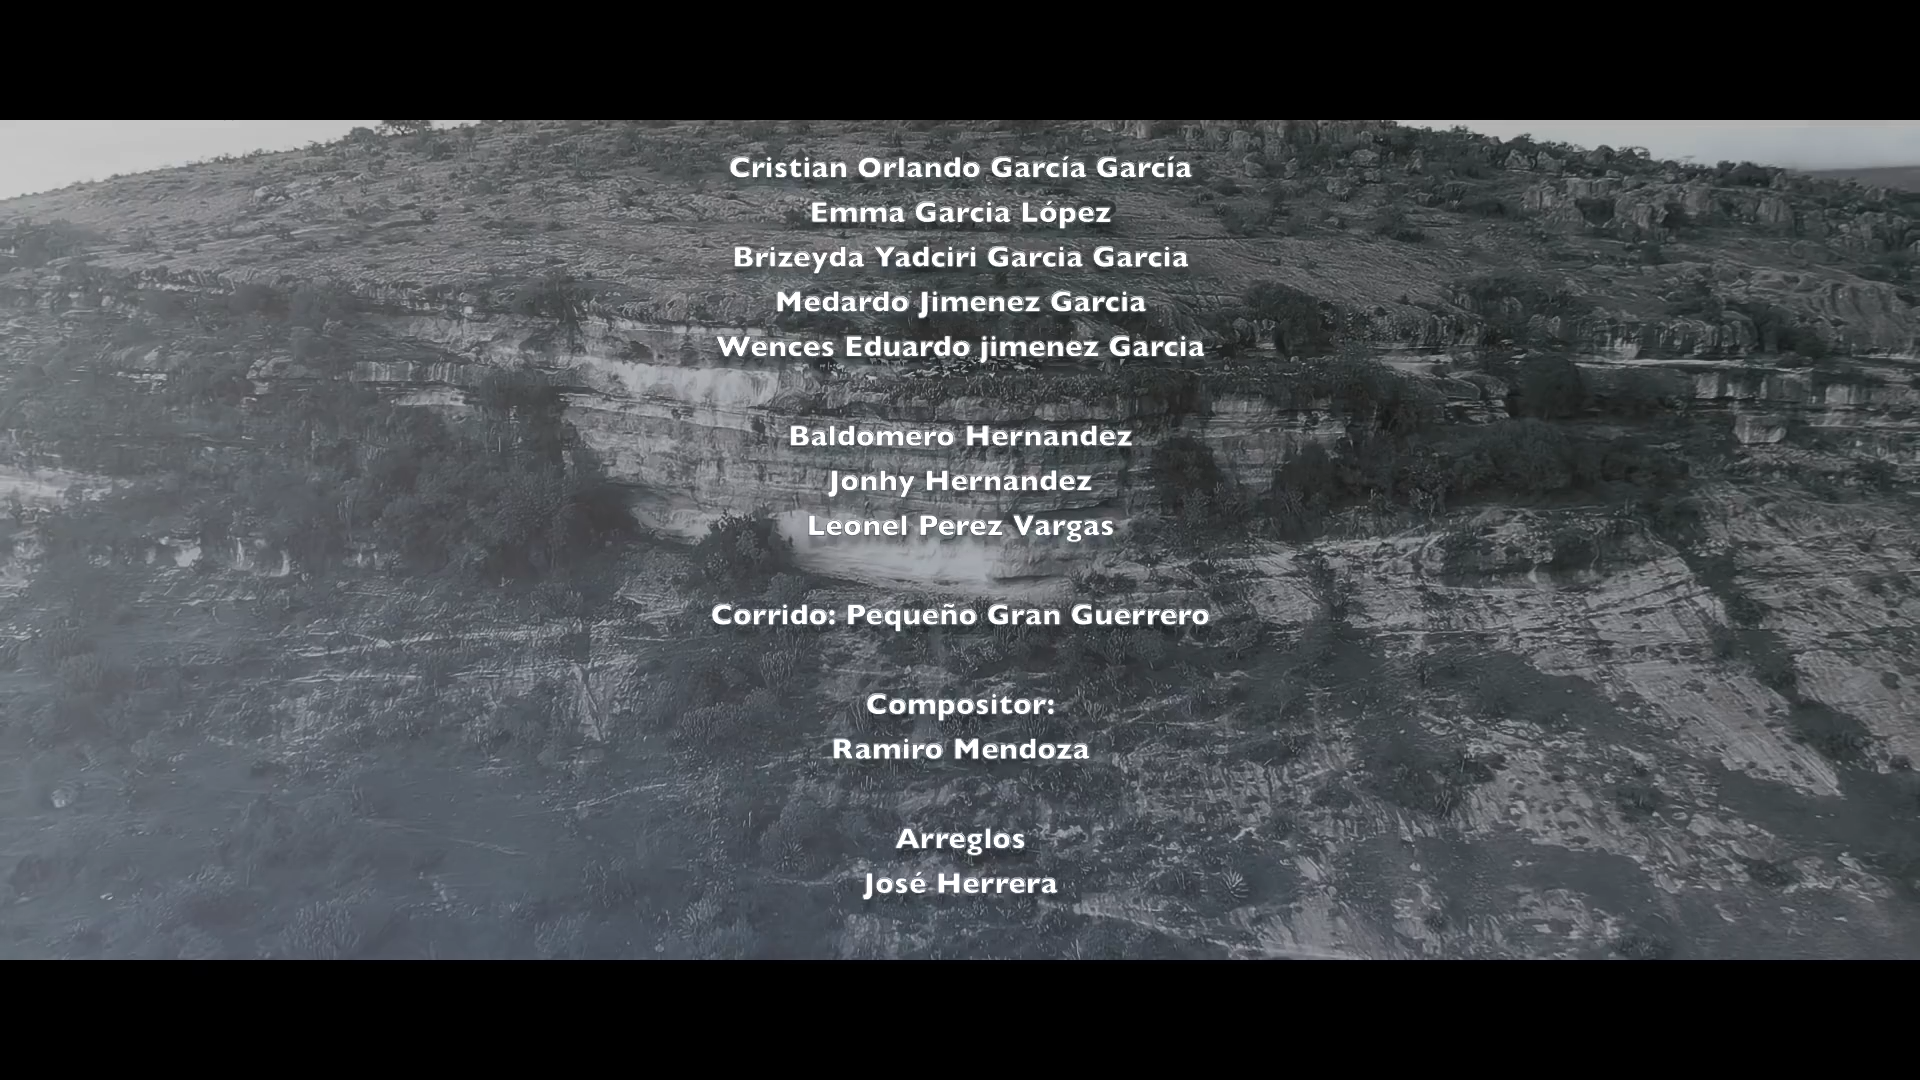 Cristian Orlando García García
Emma Garcia López
Brizeyda Yadciri Garcia Garcia
Medardo Jimenez Garcia
Wences Eduardo jimenez Garcia
Baldomero Hernandez
Jonhy Hernandez
Leonel Perez Vargas
Corrido: Pequeño Gran Guerrero
Compositor:
Ramiro Mendoza
Arreglos
José Herrera